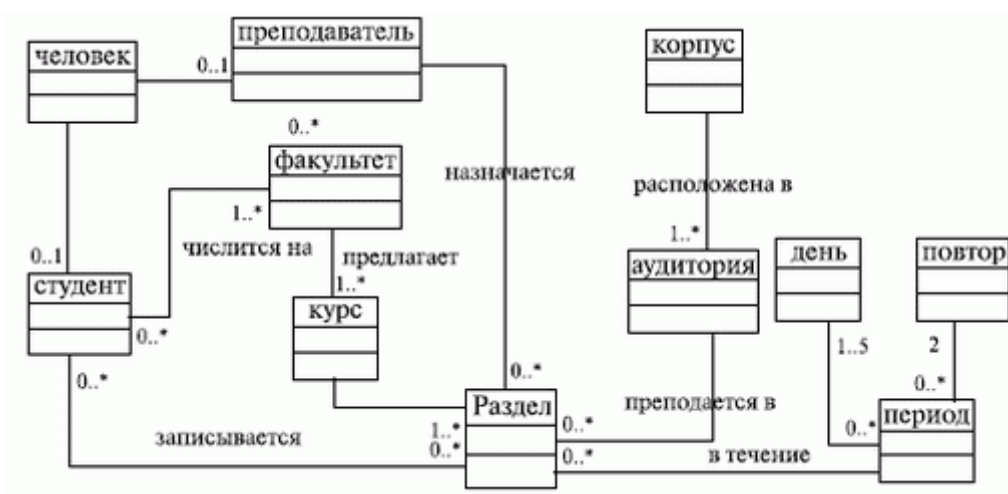 преподаватель
корпус
человек
0..1
0..*
факультет
назначается
расположена в
1..*
1..*
числится на
предлагает
день
повтор
0..1
аудитория
студент
1..*
курс
0..*
1..5
2
0..*
0..*
0..*
Раздел
преподается в
период
1..*
0..*
0..*
записывается
0..*
0..*
в течение